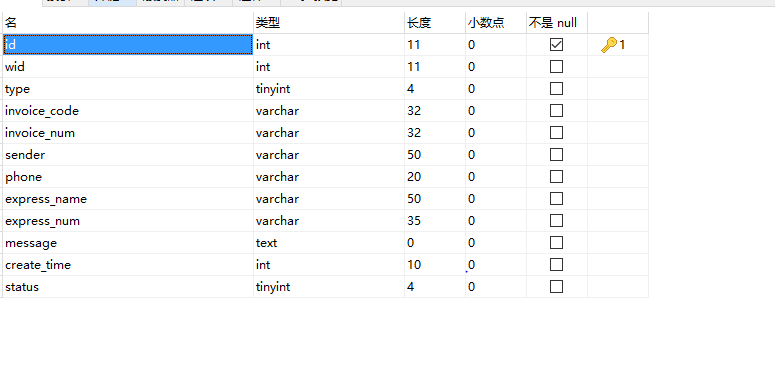 名 类型 长度 小数点 不是 null
id int 11 0 1
wid int 11 0
type tinyint 4 0
invoice_code varchar 32 0
invoice_num varchar 32 0
sender varchar 50 0
phone varchar 20 0
express_name varchar 50 0
express_num varchar 35 0
message text 0 0
create_time int 10 0
status tinyint 4 0